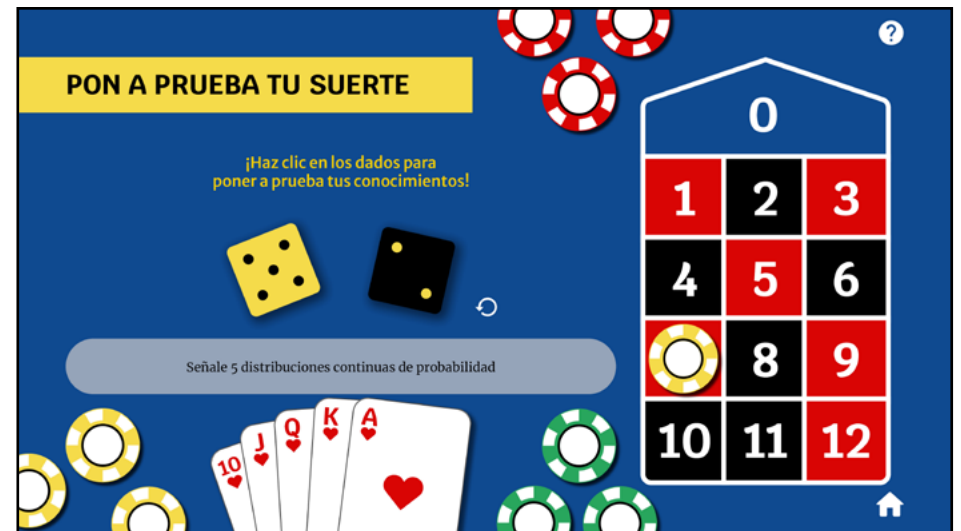 ?
PON A PRUEBA TU SUERTE
0
¡Haz clic en los dados para
poner a prueba tus conocimientos!
1 2 3
4 5 6
8 9
10 11 12
Señale 5 distribuciones continuas de probabilidad
10 J Q K A